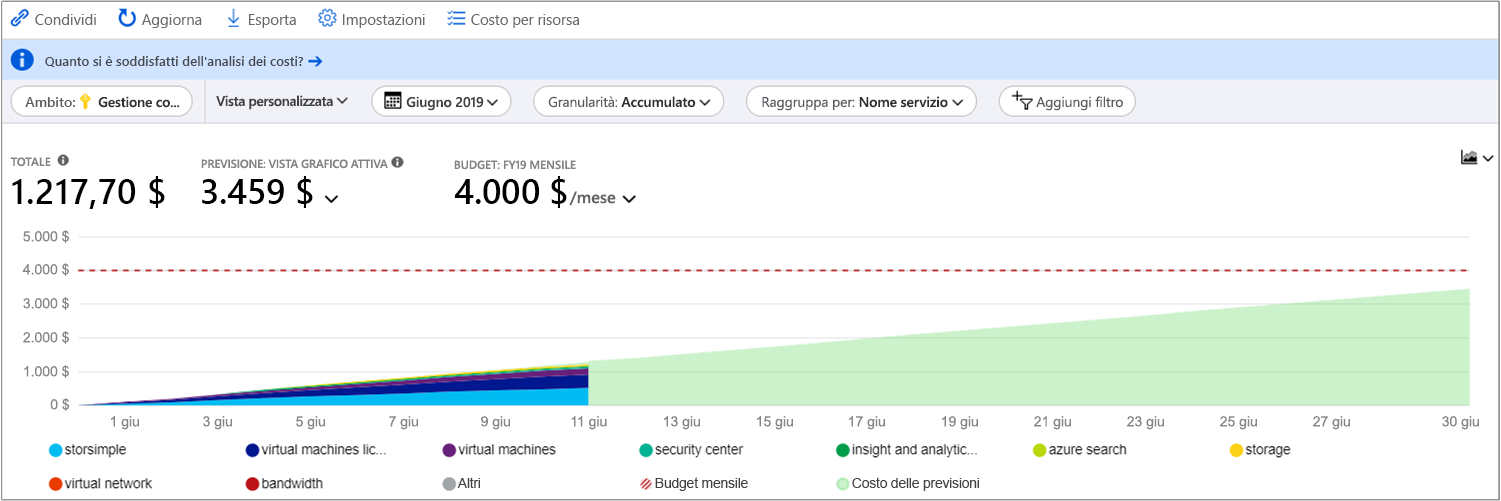 Condividi Aggiorna Esporta Impostazioni Costo per risorsa
Quanto si è soddisfatti dell'analisi dei costi?
Ambito: Gestione co... Vista personalizzata Giugno 2019 Granularità: Accumulato Raggruppa per: Nome servizio Aggiungi filtro
TOTALE PREVISIONE: VISTA GRAFICO ATTIVA BUDGET: FY19 MENSILE
1.217,70 $ 3.459 $ 4.000 $/mese
5.000 $
4.000 $
3.000 $
2.000 $
1.000 $
0 $
1 giu 3 giu 5 giu 7 giu 9 giu 11 giu 13 giu 15 giu 17 giu 19 giu 21 giu 23 giu 25 giu 27 giu 30 giu
storsimple virtual machines lic... virtual machines security center insight and analytic... azure search storage
virtual network bandwidth Altri Budget mensile Costo delle previsioni